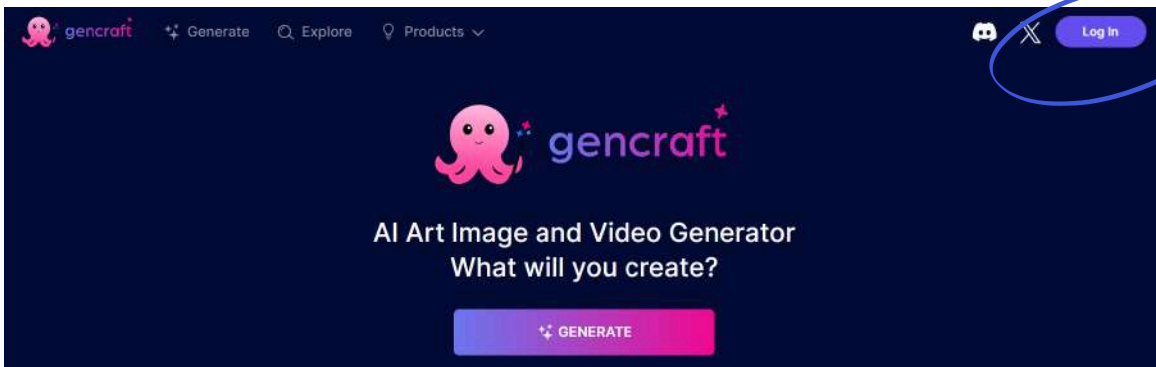 gencraft Generate Explore Products Log In
gencraft
AI Art Image and Video Generator
What will you create?
GENERATE